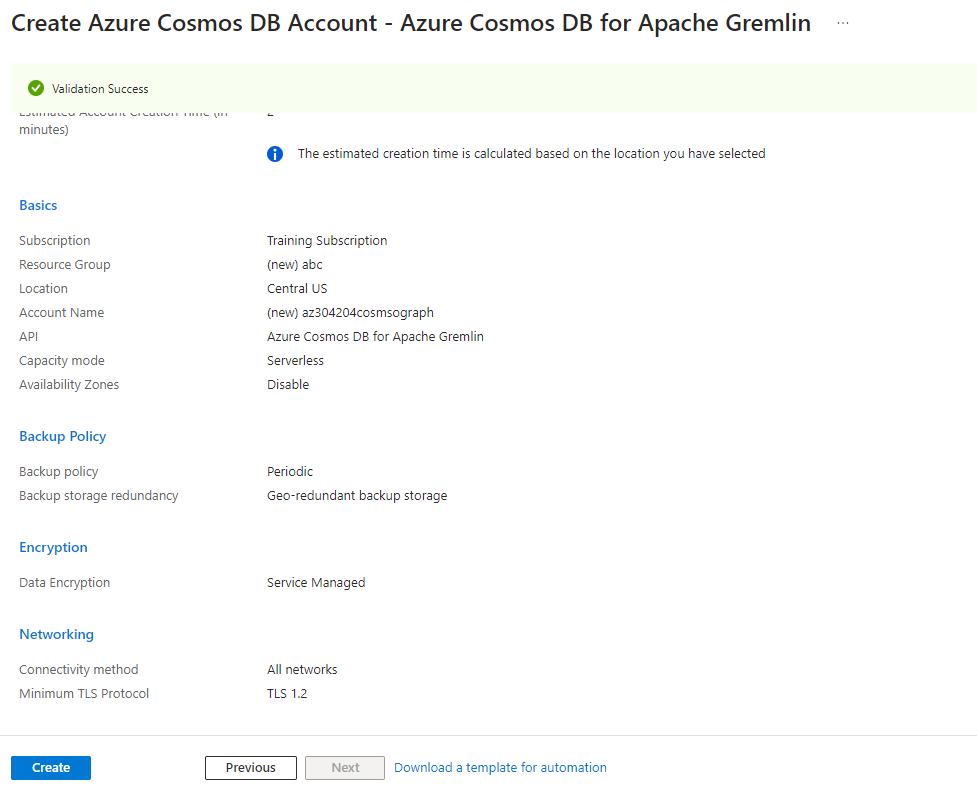 Create Azure Cosmos DB Account - Azure Cosmos DB for Apache Gremlin ...
Validation Success
Estimated Account Creation Time (in
minutes) 2
The estimated creation time is calculated based on the location you have selected
Basics
Subscription Training Subscription
Resource Group (new) abc
Location Central US
Account Name (new) az304204cosmsograph
API Azure Cosmos DB for Apache Gremlin
Capacity mode Serverless
Availability Zones Disable
Backup Policy
Backup policy Periodic
Backup storage redundancy Geo-redundant backup storage
Encryption
Data Encryption Service Managed
Networking
Connectivity method All networks
Minimum TLS Protocol TLS 1.2
Create Previous Next Download a template for automation